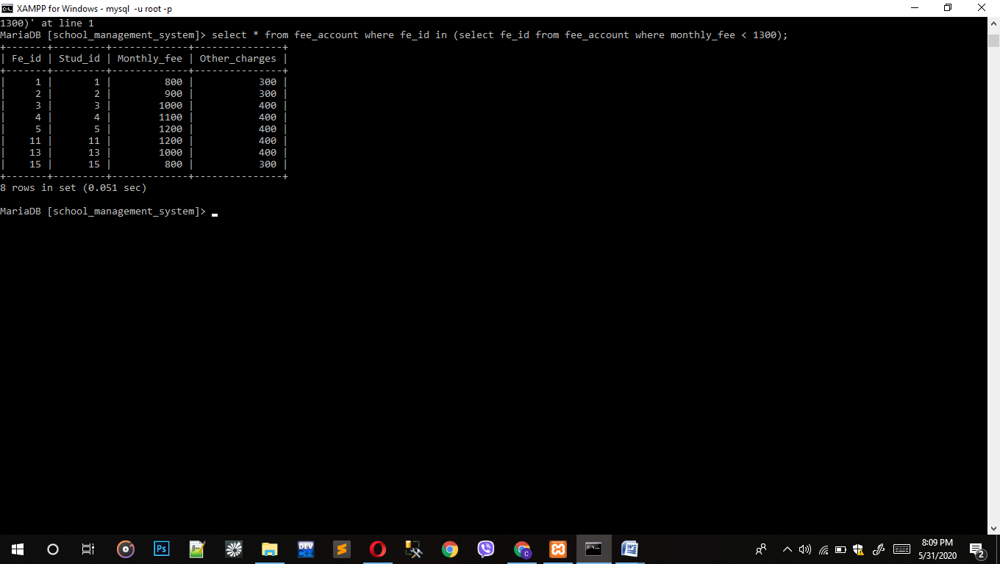 XAMPP for Windows - mysql -u root -p
1300)' at line 1
MariaDB [school_management_system]> select * from fee_account where fe_id in (select fe_id from fee_account where monthly_fee < 1300);
+-------+---------+-------------+---------------+
| Fe_id | Stud_id | Monthly_fee | Other_charges |
+-------+---------+-------------+---------------+
|     1 |       1 |         800 |           300 |
|     2 |       2 |         900 |           300 |
|     3 |       3 |        1000 |           400 |
|     4 |       4 |        1100 |           400 |
|     5 |       5 |        1200 |           400 |
|    11 |      11 |        1200 |           400 |
|    13 |      13 |        1000 |           400 |
|    15 |      15 |         800 |           300 |
+-------+---------+-------------+---------------+
8 rows in set (0.051 sec)
MariaDB [school_management_system]>
Ps
DEV
C
8:09 PM
5/31/2020
2